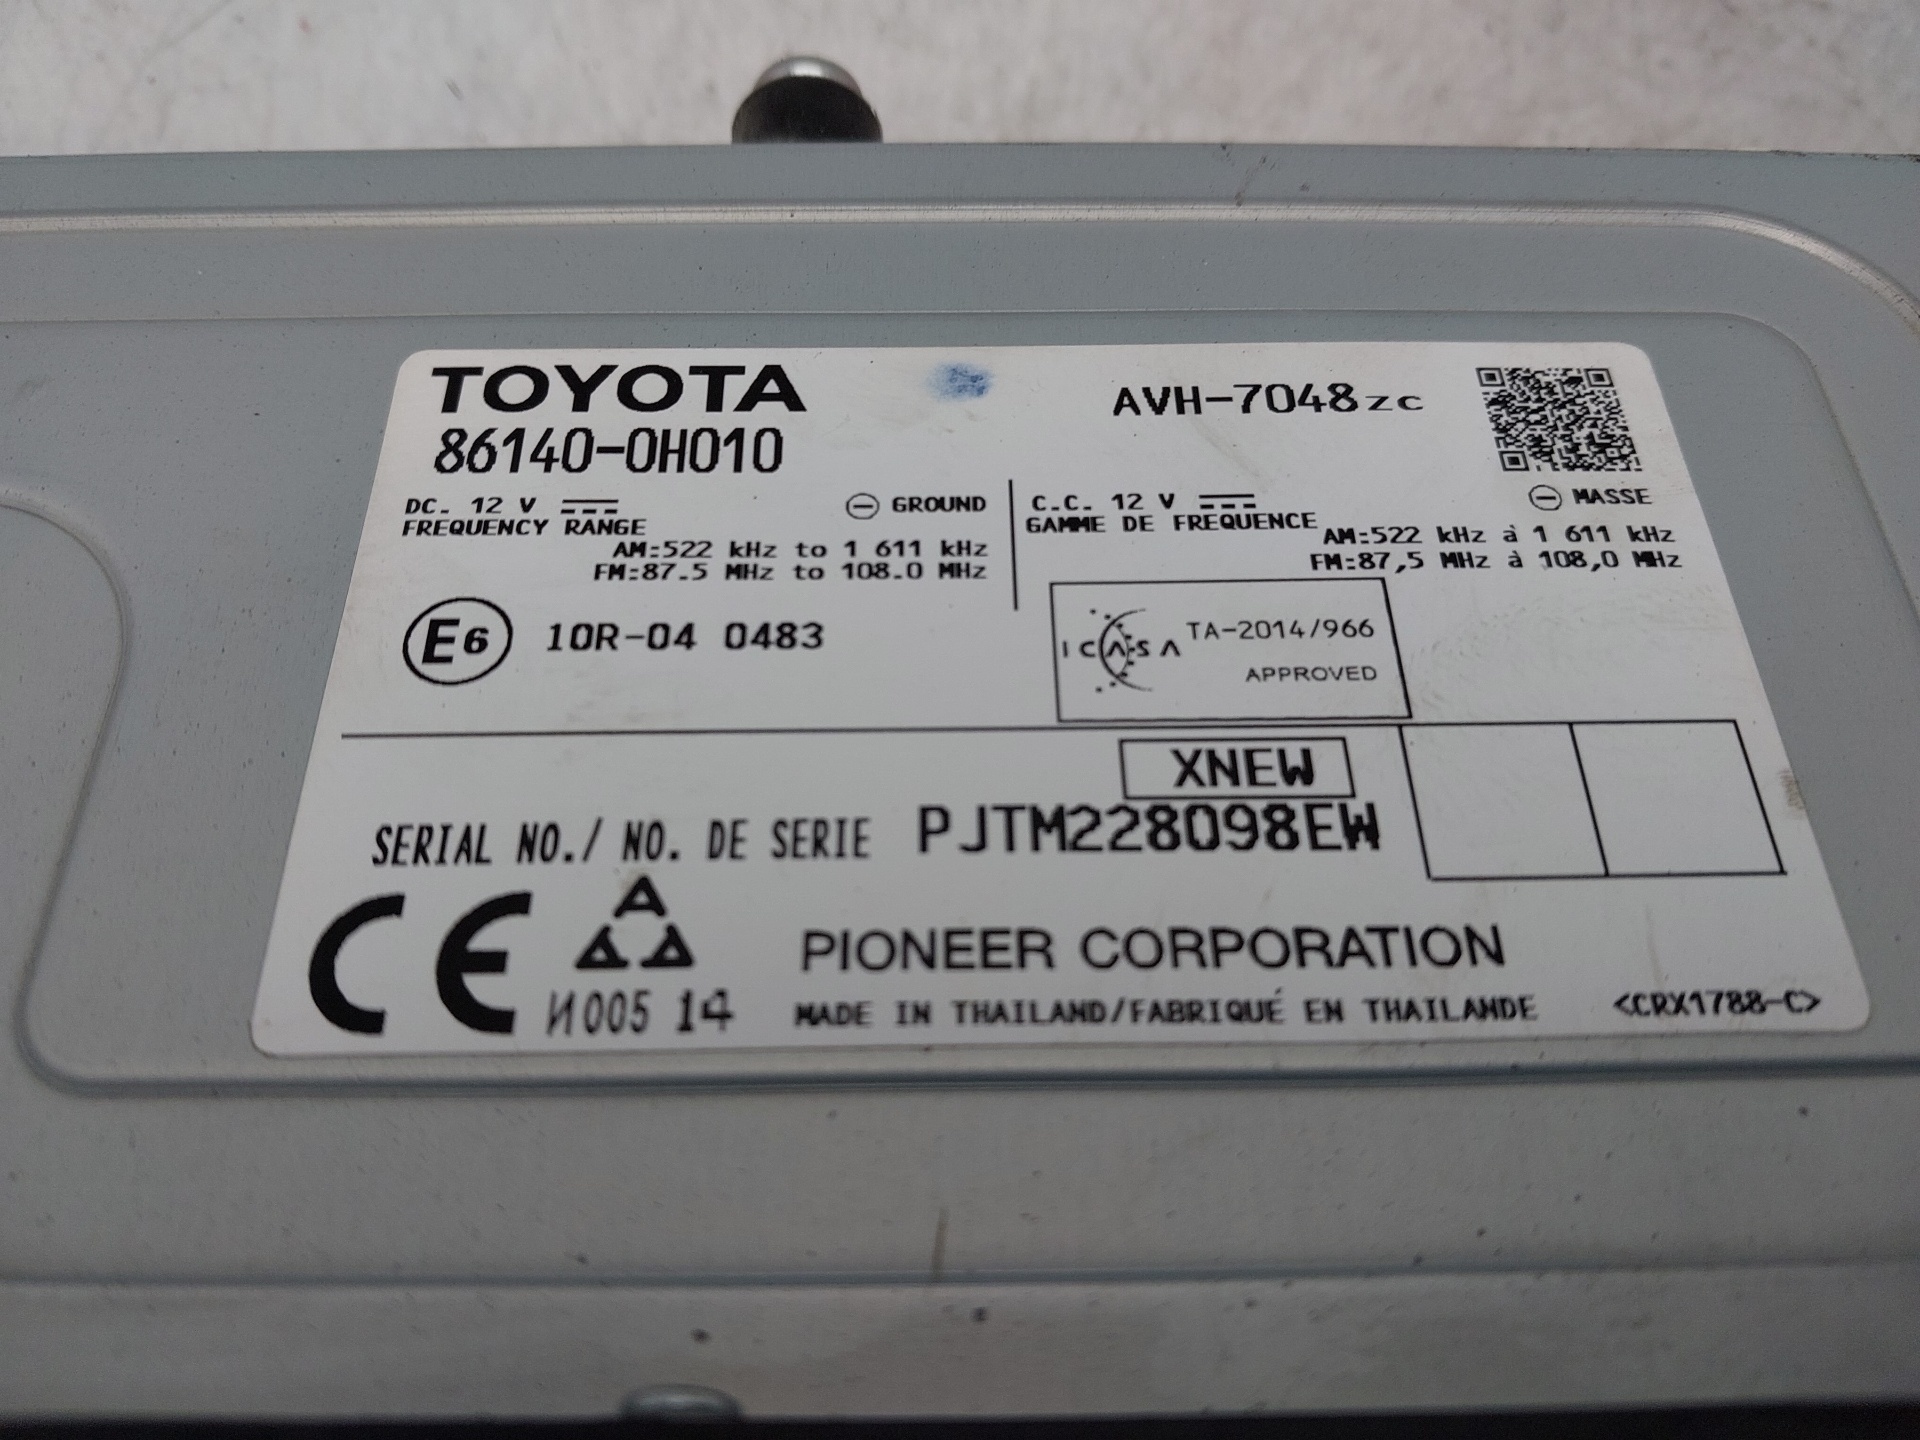 TOYOTA
86140-0H010
AVH-7048zc
DC. 12 V
GROUND
FREQUENCY RANGE
AM:522 kHz to 1 611 kHz
FM:87.5 MHz to 108.0 MHz
C.C. 12 V
MASSE
GAMME DE FREQUENCE
AM:522 kHz à 1 611 kHz
FM:87,5 MHz à 108,0 MHz
E6 10R-04 0483
ICASA TA-2014/966
APPROVED
XNEW
SERIAL NO./ NO. DE SERIE PJTM228098EW
CE
A
A A
И005 14
PIONEER CORPORATION
MADE IN THAILAND/FABRIQUÉ EN THAILANDE
<CRX1788-C>